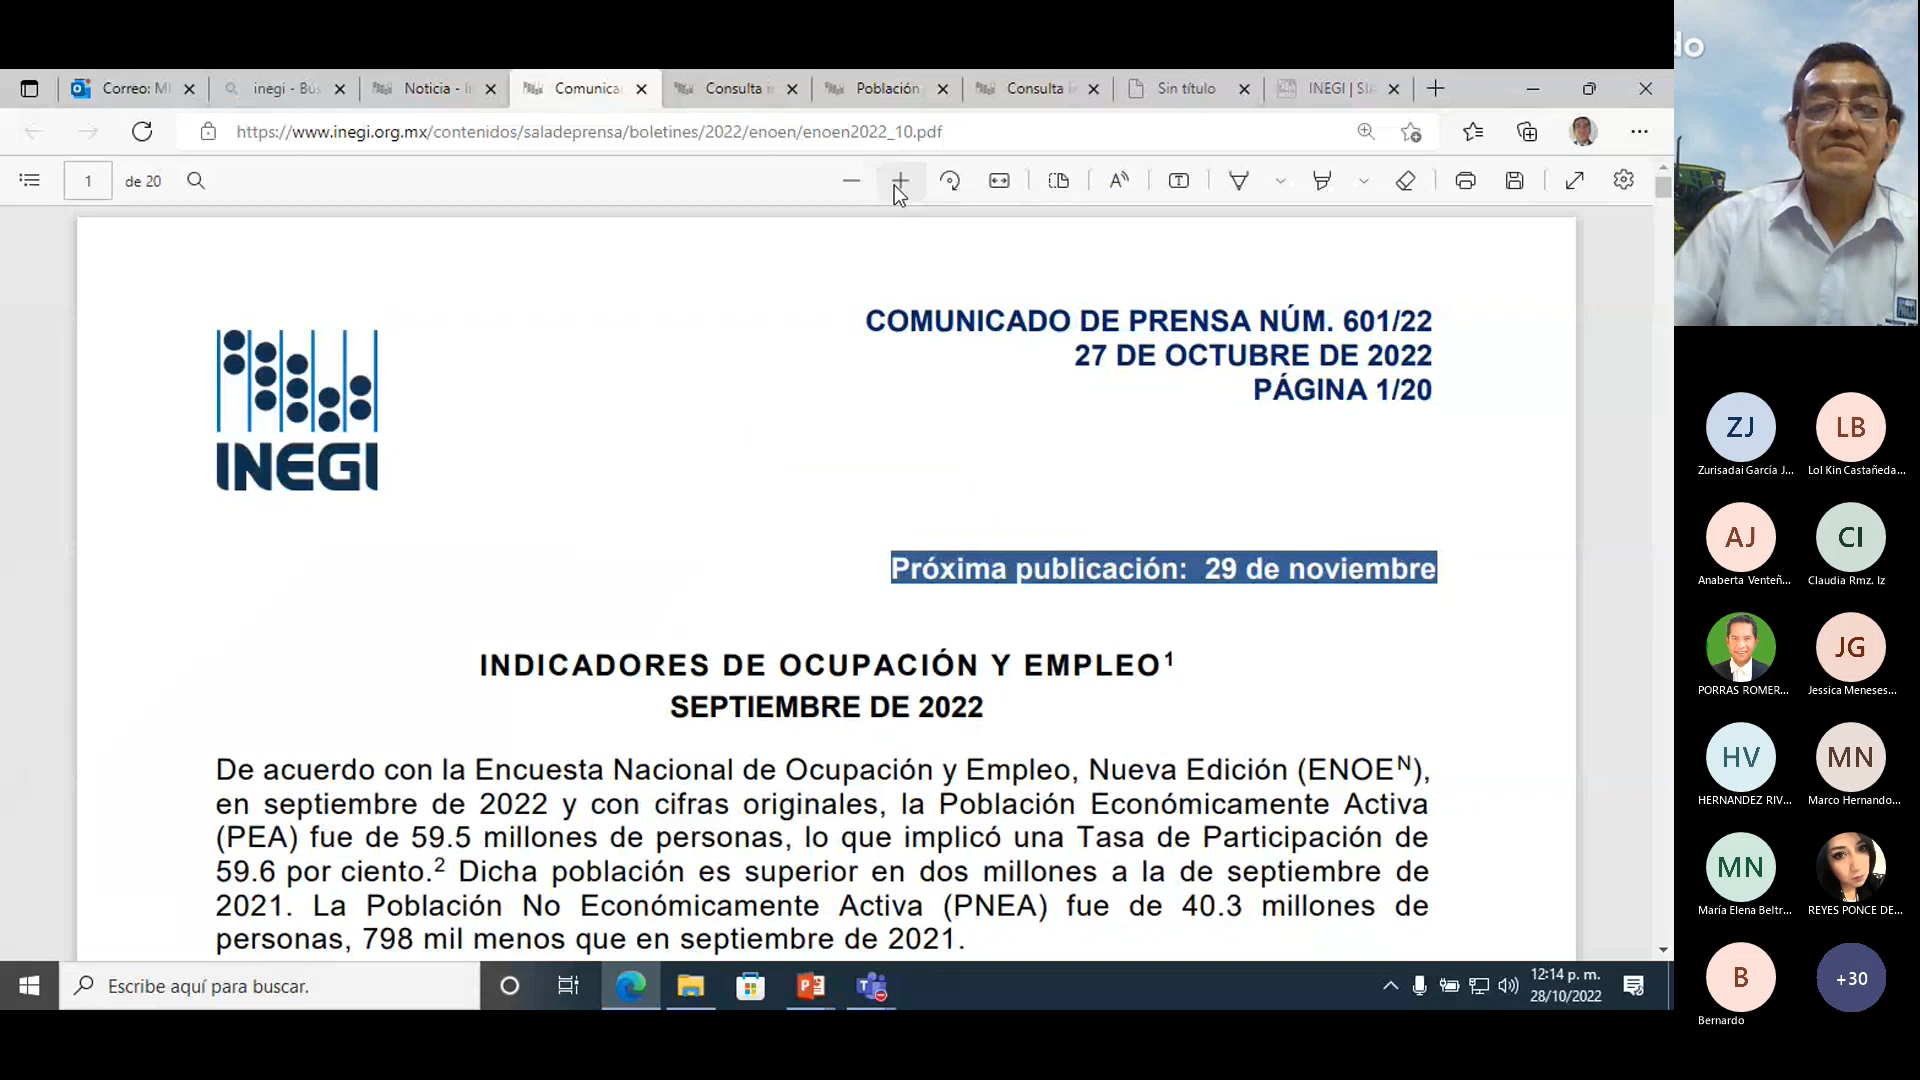 Correo: M
inegi - Bús
Noticia - I
Comunica
Consulta i
Población
Consulta i
Sin título
INEGI | SIA
https://www.inegi.org.mx/contenidos/saladeprensa/boletines/2022/enoen/enoen2022_10.pdf
1 de 20
COMUNICADO DE PRENSA NÚM. 601/22
27 DE OCTUBRE DE 2022
PÁGINA 1/20
INEGI
Próxima publicación: 29 de noviembre
INDICADORES DE OCUPACIÓN Y EMPLEO¹
SEPTIEMBRE DE 2022
De acuerdo con la Encuesta Nacional de Ocupación y Empleo, Nueva Edición (ENOEᴺ),
en septiembre de 2022 y con cifras originales, la Población Económicamente Activa
(PEA) fue de 59.5 millones de personas, lo que implicó una Tasa de Participación de
59.6 por ciento.² Dicha población es superior en dos millones a la de septiembre de
2021. La Población No Económicamente Activa (PNEA) fue de 40.3 millones de
personas, 798 mil menos que en septiembre de 2021.
Escribe aquí para buscar.
12:14 p. m.
28/10/2022
do
ZJ
Zurisadai García J...
LB
Lol Kin Castañeda...
AJ
Anaberta Venteñ...
CI
Claudia Rmz. Iz
PORRAS ROMER...
JG
Jessica Meneses...
HV
HERNANDEZ RIV...
MN
Marco Hernando...
MN
María Elena Beltr...
REYES PONCE DE...
B
Bernardo
+30